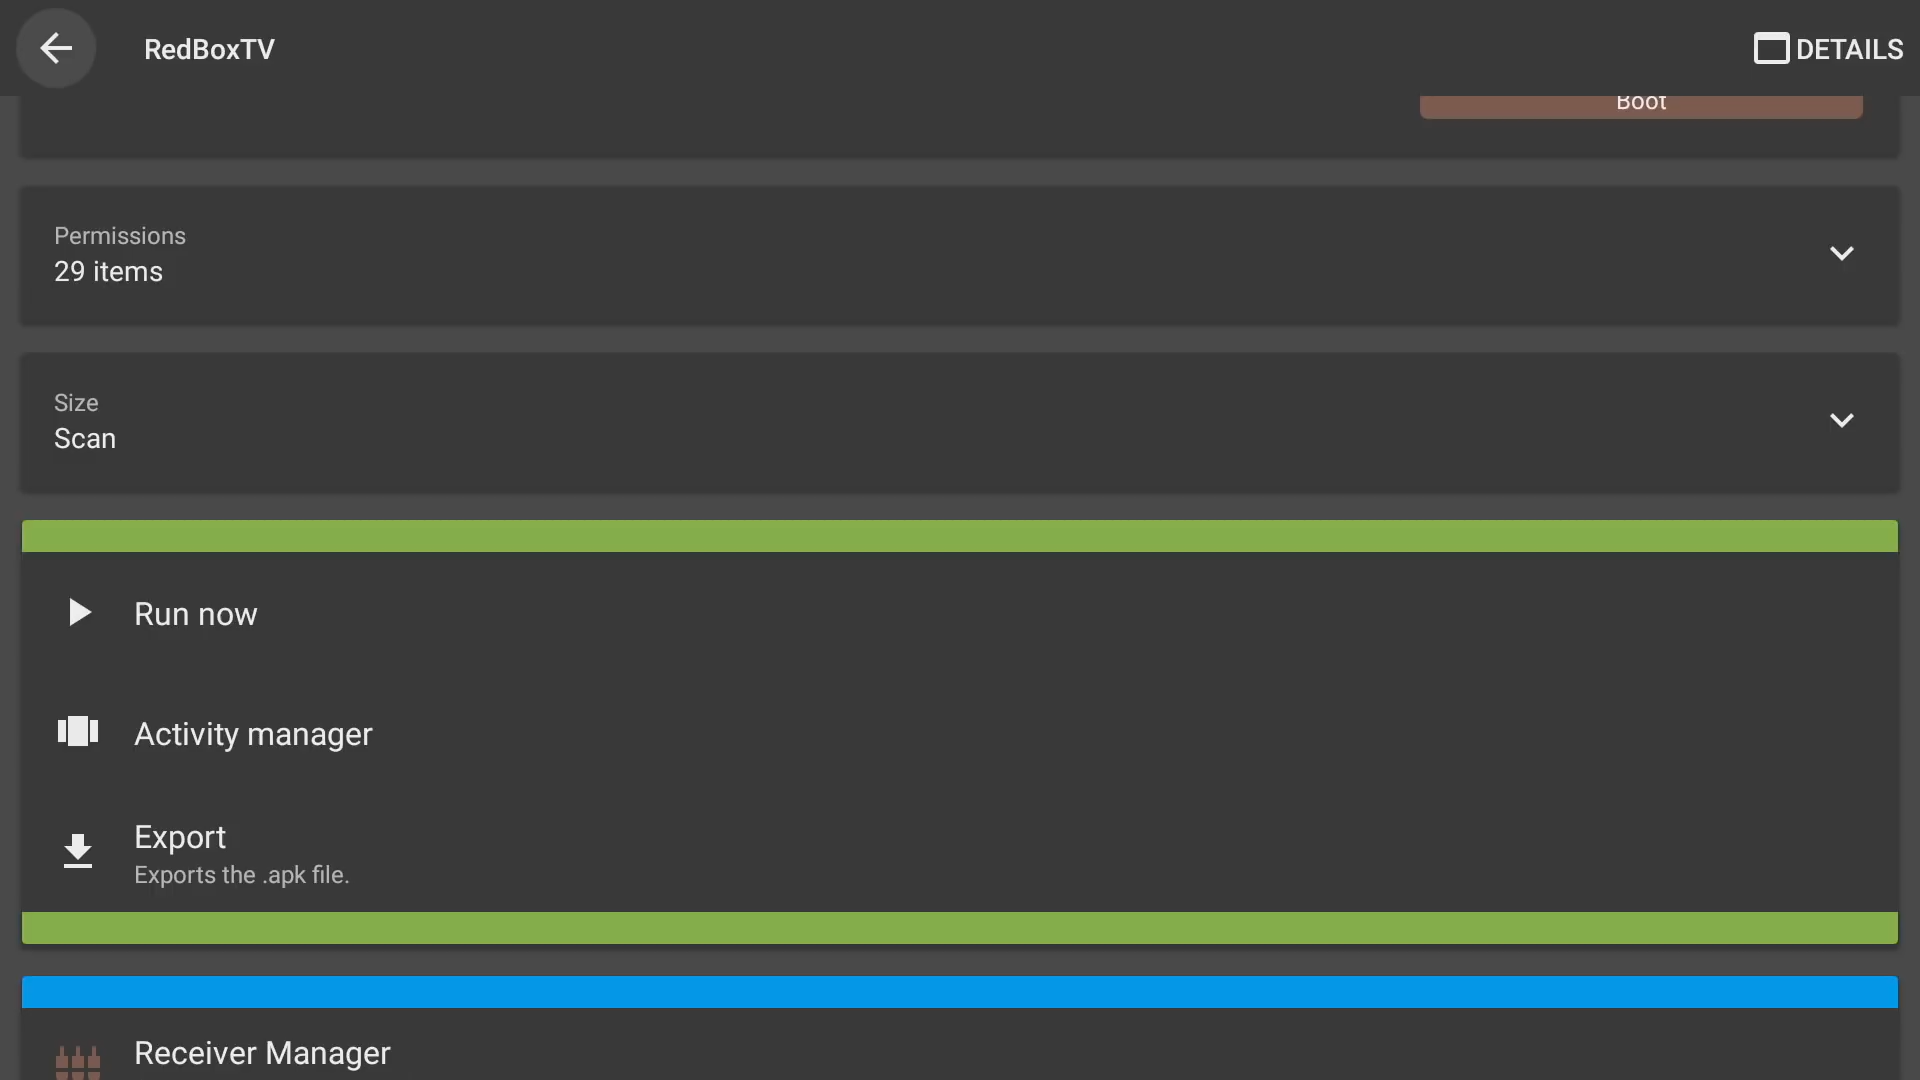 RedBoxTV
DETAILS
Boot
Permissions
29 items
Size
Scan
Run now
Activity manager
Export
Exports the .apk file.
Receiver Manager